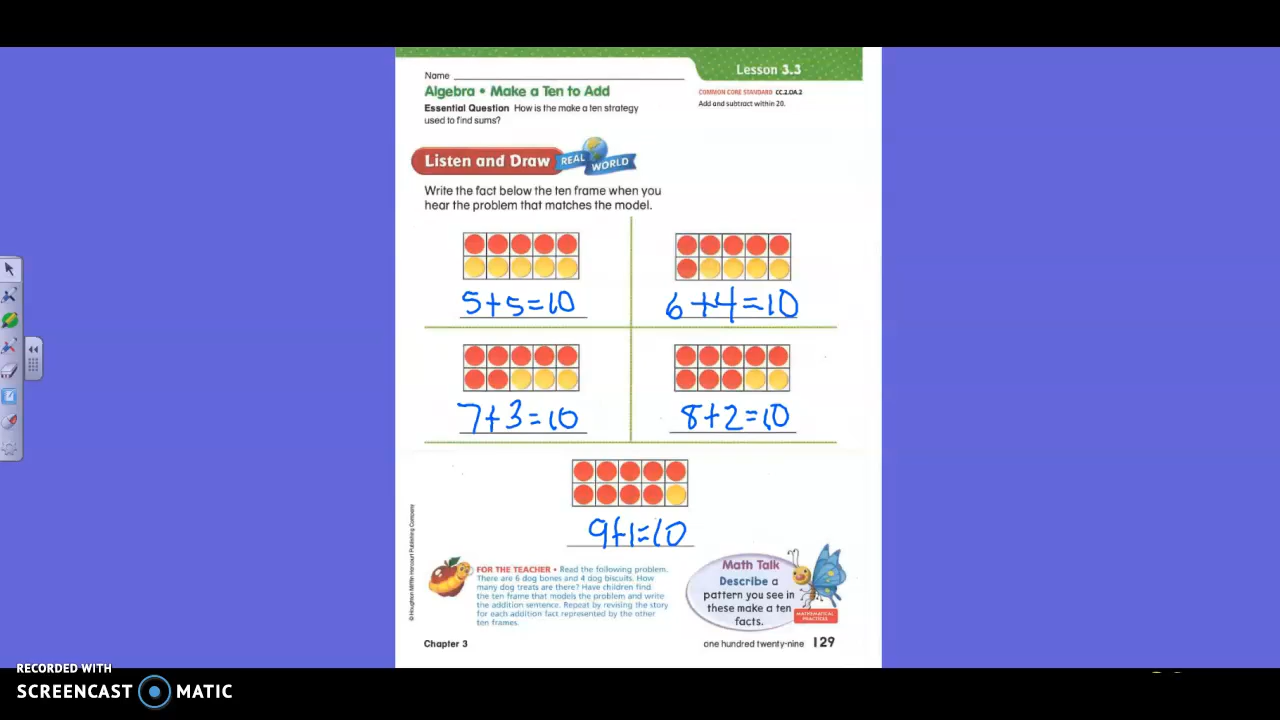 Lesson 3.3
Name
Algebra • Make a Ten to Add
COMMON CORE STANDARD CC.2.OA.2
Essential Question How is the make a ten strategy
used to find sums?
Add and subtract within 20.
Listen and Draw REAL WORLD
Write the fact below the ten frame when you
hear the problem that matches the model.
5+5=10
6+4=10
7+3=10
8+2=10
9+1=10
FOR THE TEACHER • Read the following problem.
There are 6 dog bones and 4 dog biscuits. How
many dog treats are there? Have children find
the ten frame that models the problem and write
the addition sentence. Repeat by revising the story
for each addition fact represented by the other
ten frames.
Math Talk
Describe a
pattern you see in
these make a ten
facts.
MATHEMATICAL
PRACTICES
© Houghton Mifflin Harcourt Publishing Company
Chapter 3
one hundred twenty-nine 129
RECORDED WITH
SCREENCAST MATIC